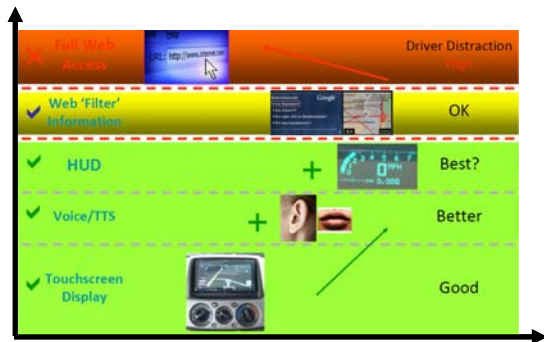 Full Web
Access
URL: http://www.internet.com
Driver Distraction
High
Web 'Filter'
Information
Google
OK
HUD
MPH
Best?
Voice/TTS
Better
Touchscreen
Display
Good